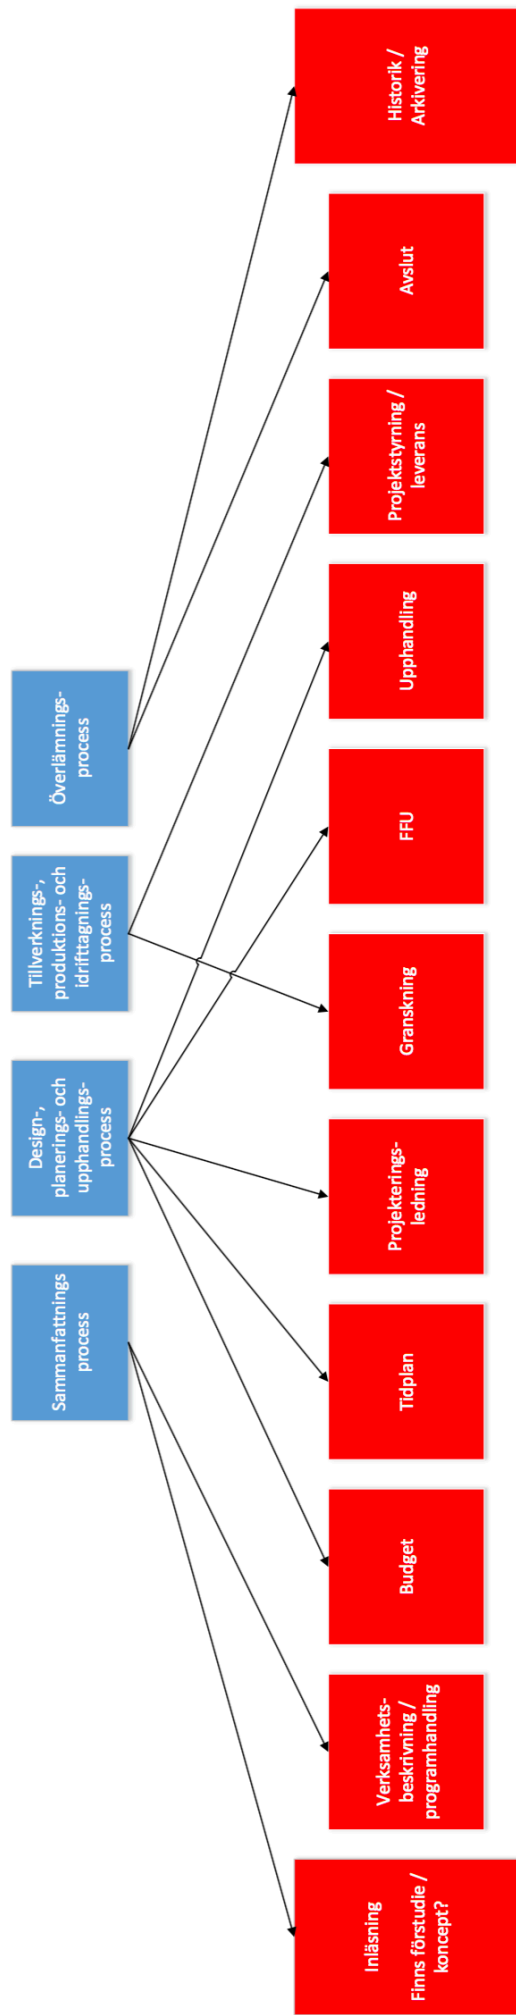 Sammanfattnings
process
Design-,
planerings- och
upphandlings-
process
Tillverknings-,
produktions- och
idrifttagnings-
process
Överlämnings-
process
Inläsning
Finns förstudie /
koncept?
Verksamhets-
beskrivning /
programhandling
Budget
Tidplan
Projekterings-
ledning
Granskning
FFU
Upphandling
Projektstyrning /
leverans
Avslut
Historik /
Arkivering